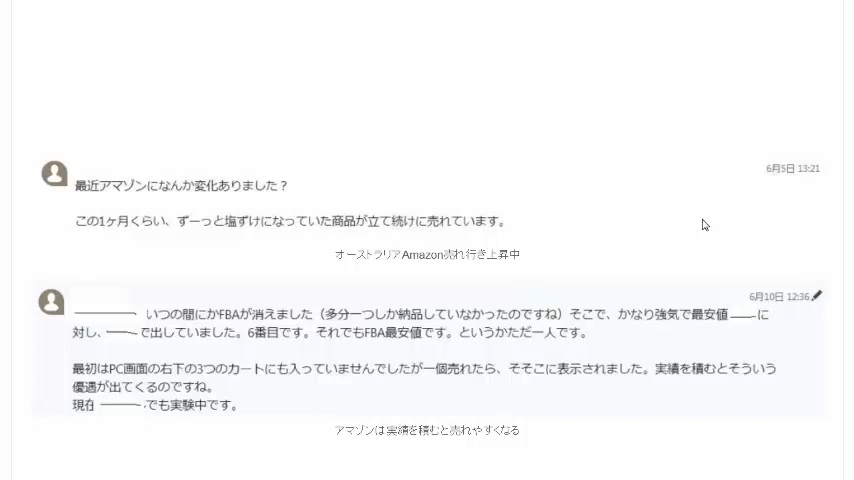 6月5日 13:21
最近アマゾンになんか変化ありました？
この1ヶ月くらい、ずーっと塩ずけになっていた商品が立て続けに売れています。
オーストラリアAmazon売れ行き上昇中
6月10日 12:36
いつの間にかFBAが消えました（多分一つしか納品していなかったのですね）そこで、かなり強気で最安値 に
対し、 で出していました。6番目です。それでもFBA最安値です。というかただ一人です。
最初はPC画面の右下の3つのカートにも入っていませんでしたが一個売れたら、そそこに表示されました。実績を積むとそういう
優遇が出てくるのですね。
現在 でも実験中です。
アマゾンは実績を積むと売れやすくなる